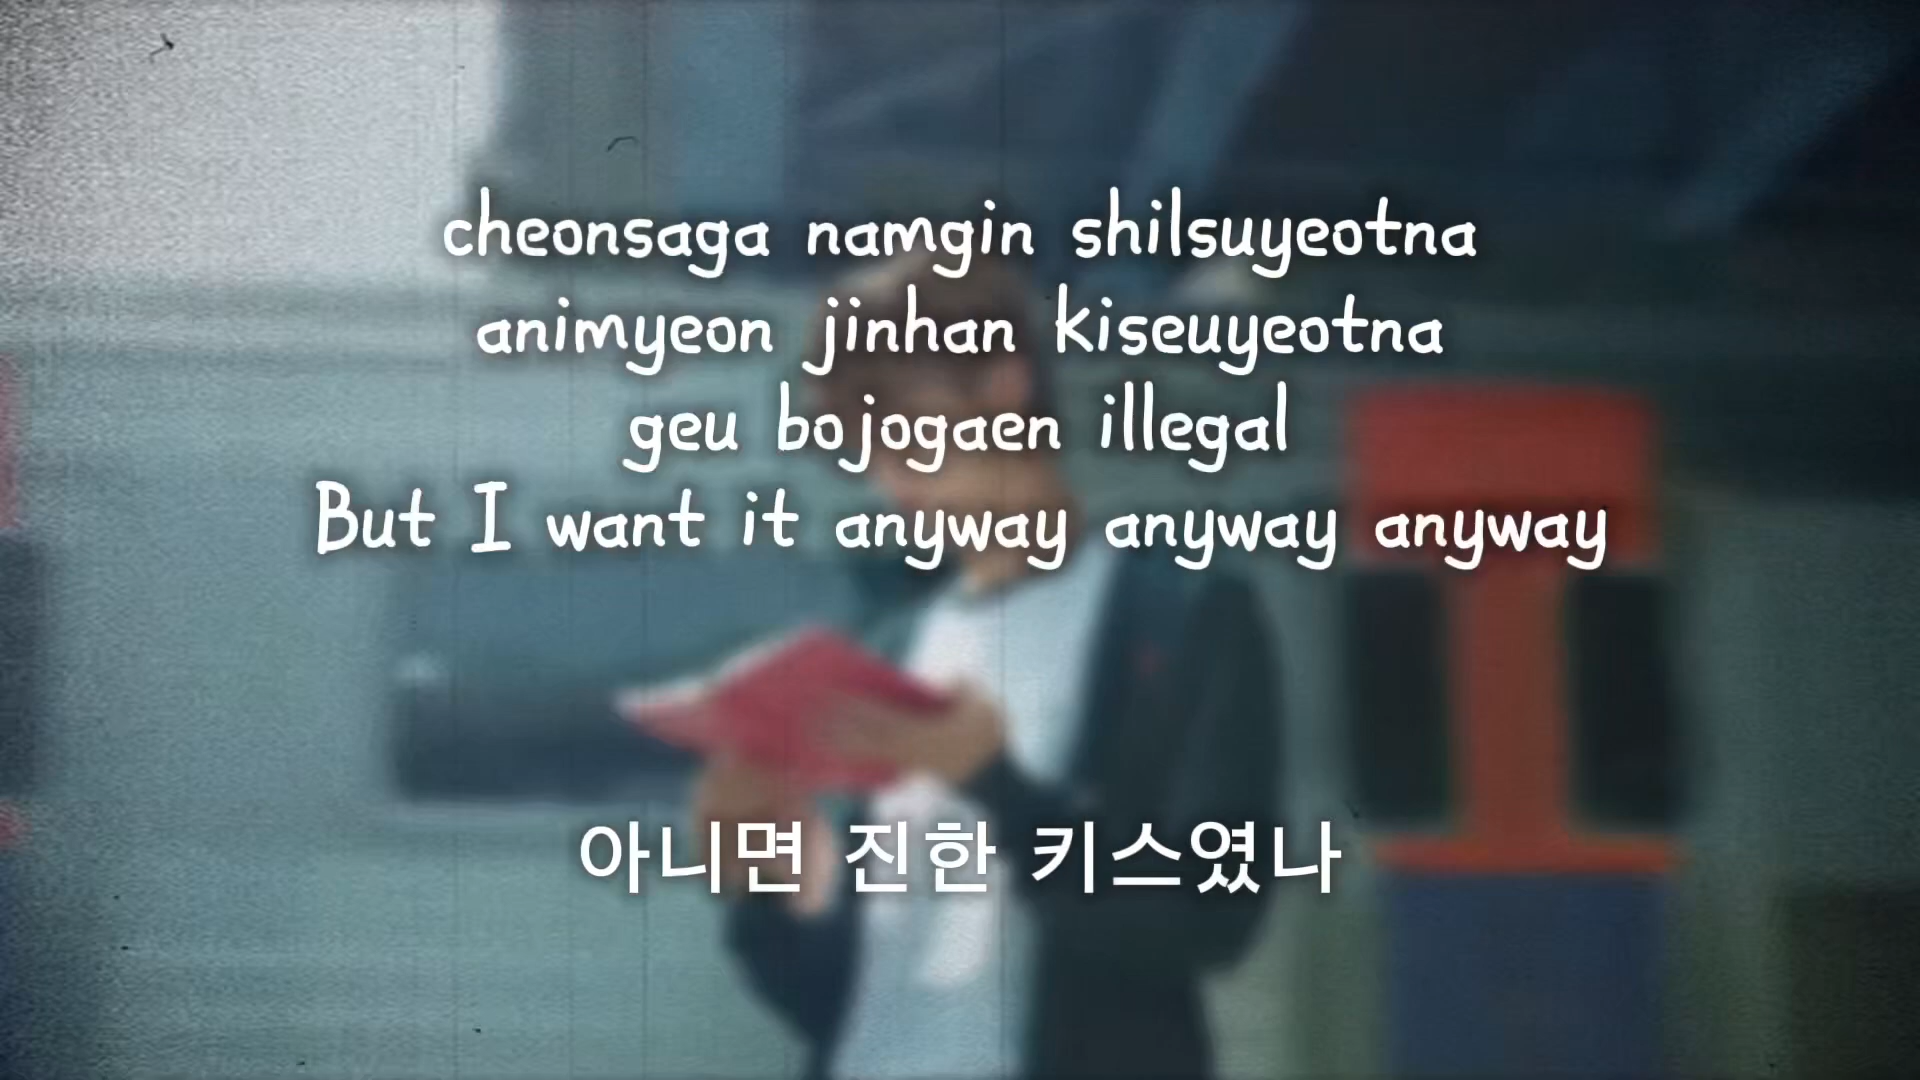 cheonsaga namgin shilsuyeotna
animyeon jinhan kiseuyeotna
geu bojogaen illegal
But I want it anyway anyway anyway
아니면 진한 키스였나